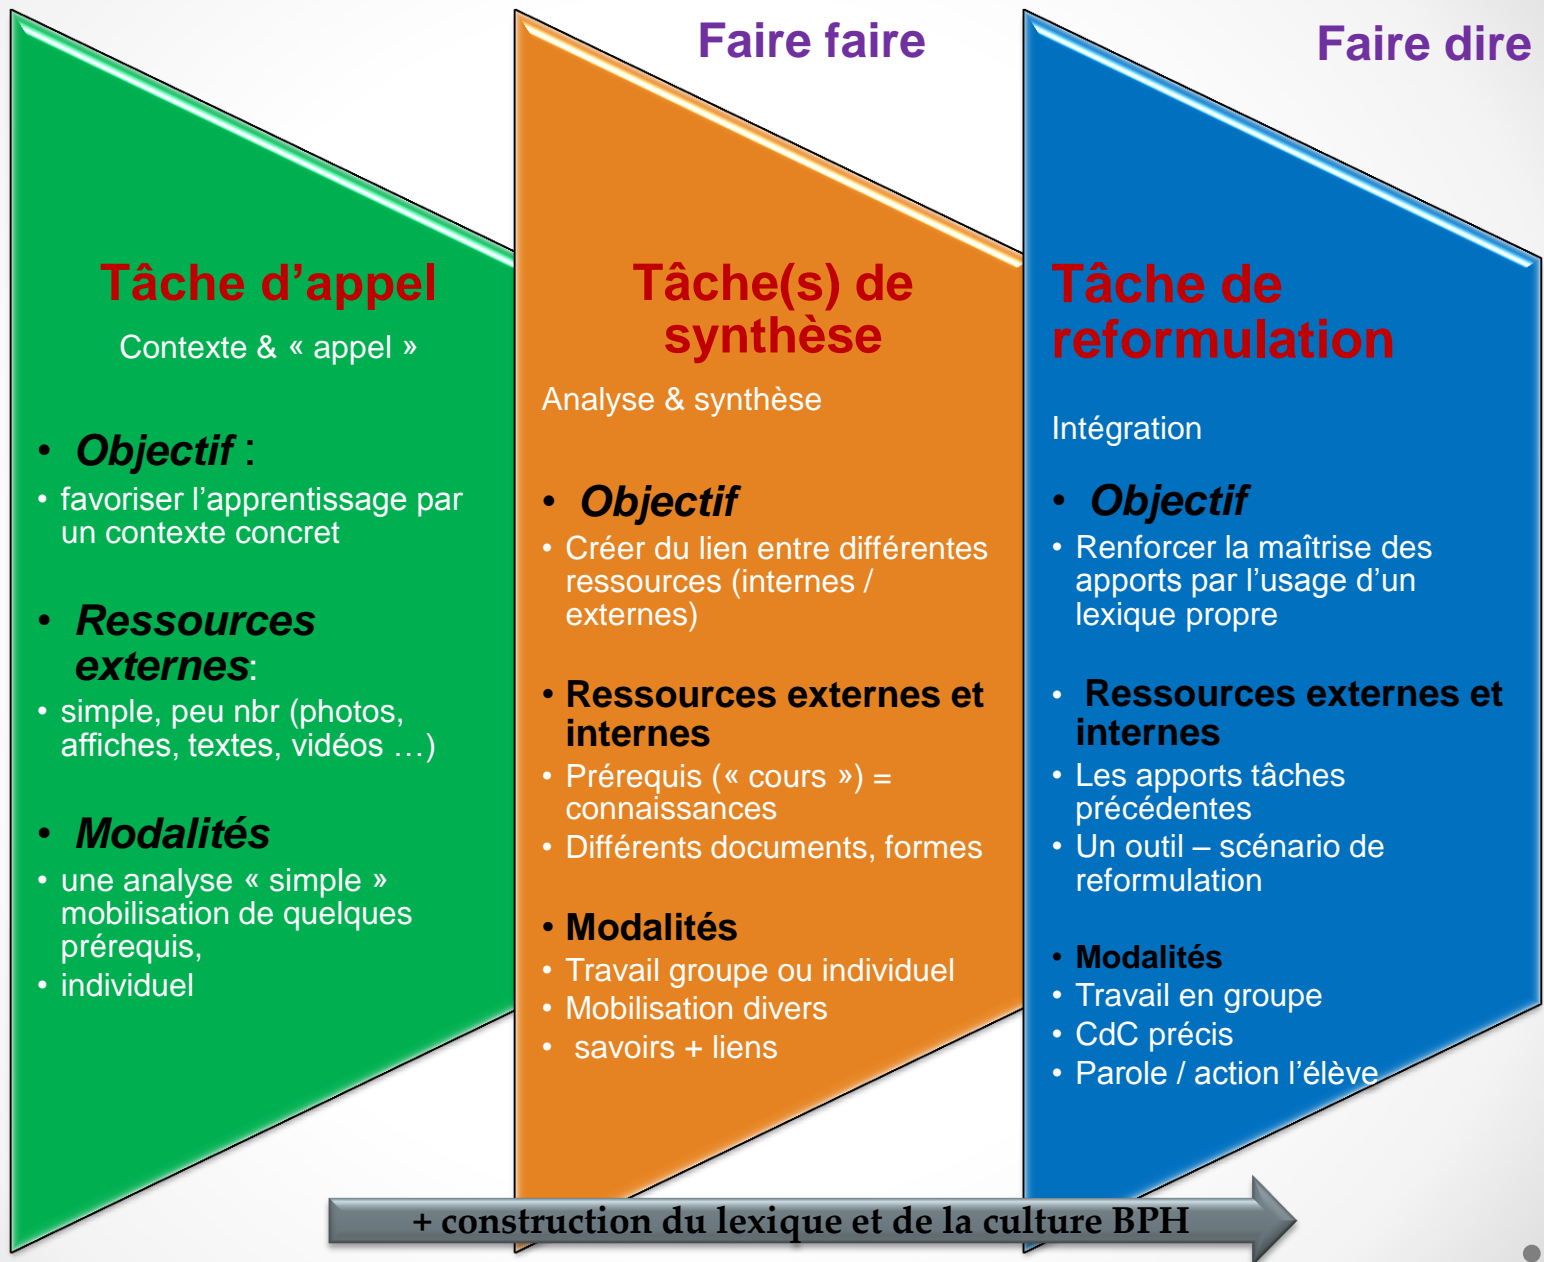 Faire faire
Faire dire
Tâche d’appel
Contexte & « appel »
• Objectif :
• favoriser l’apprentissage par
un contexte concret
• Ressources
externes:
• simple, peu nbr (photos,
affiches, textes, vidéos …)
• Modalités
• une analyse « simple »
mobilisation de quelques
prérequis,
• individuel
Tâche(s) de
synthèse
Analyse & synthèse
• Objectif
• Créer du lien entre différentes
ressources (internes /
externes)
• Ressources externes et
internes
• Prérequis (« cours ») =
connaissances
• Différents documents, formes
• Modalités
• Travail groupe ou individuel
• Mobilisation divers
• savoirs + liens
Tâche de
reformulation
Intégration
• Objectif
• Renforcer la maîtrise des
apports par l’usage d’un
lexique propre
• Ressources externes et
internes
• Les apports tâches
précédentes
• Un outil – scénario de
reformulation
• Modalités
• Travail en groupe
• CdC précis
• Parole / action l’élève
+ construction du lexique et de la culture BPH